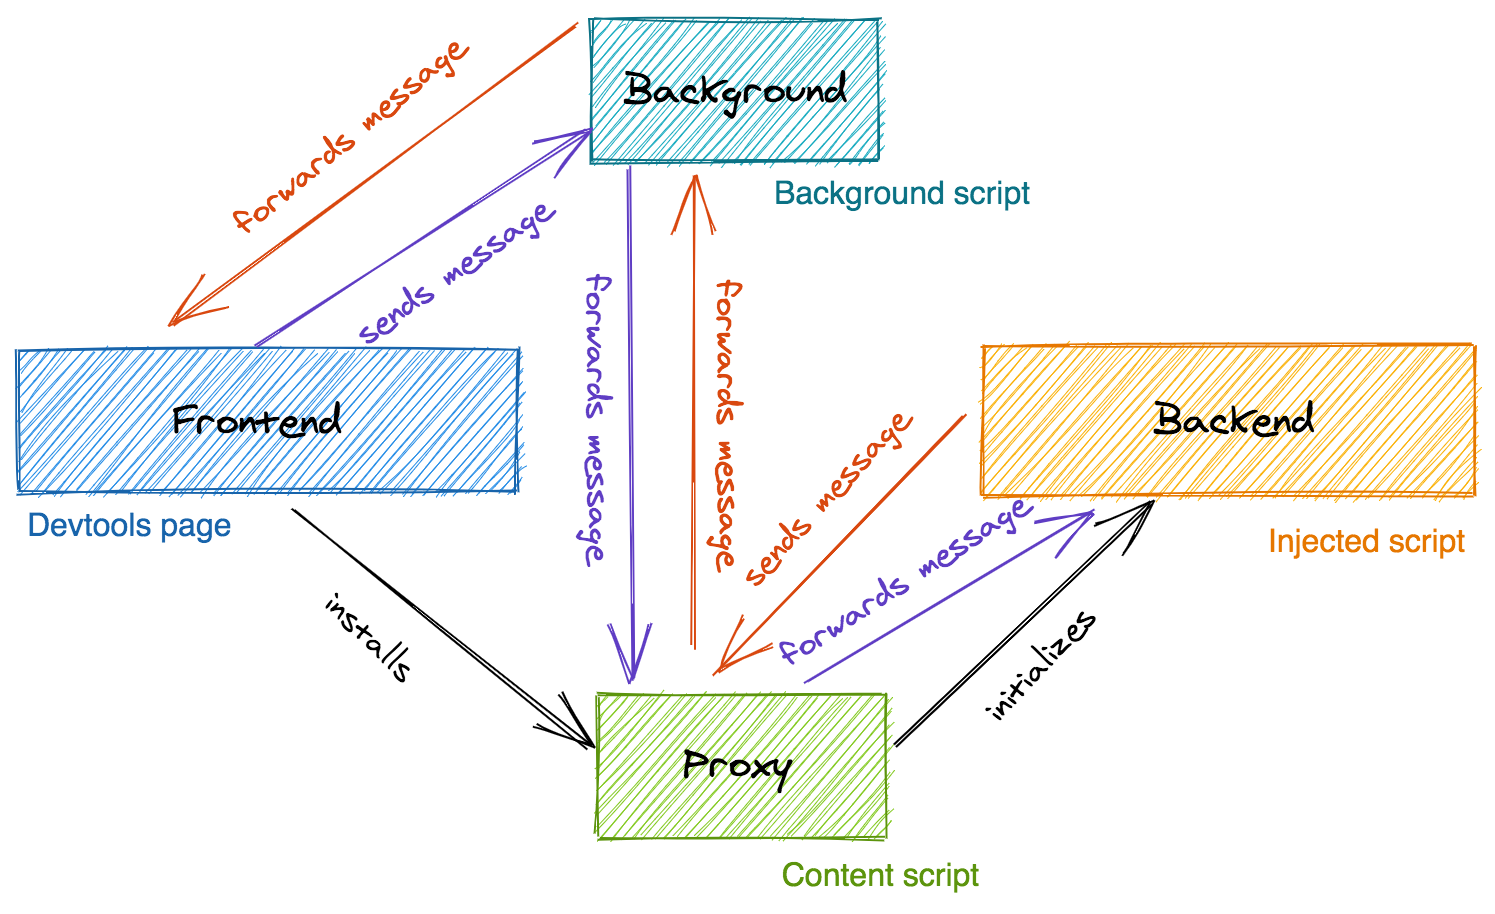 Background
Background script
forwards message
sends message
forwards message
forwards message
Frontend
Devtools page
Backend
Injected script
sends message
forwards message
installs
initializes
Proxy
Content script